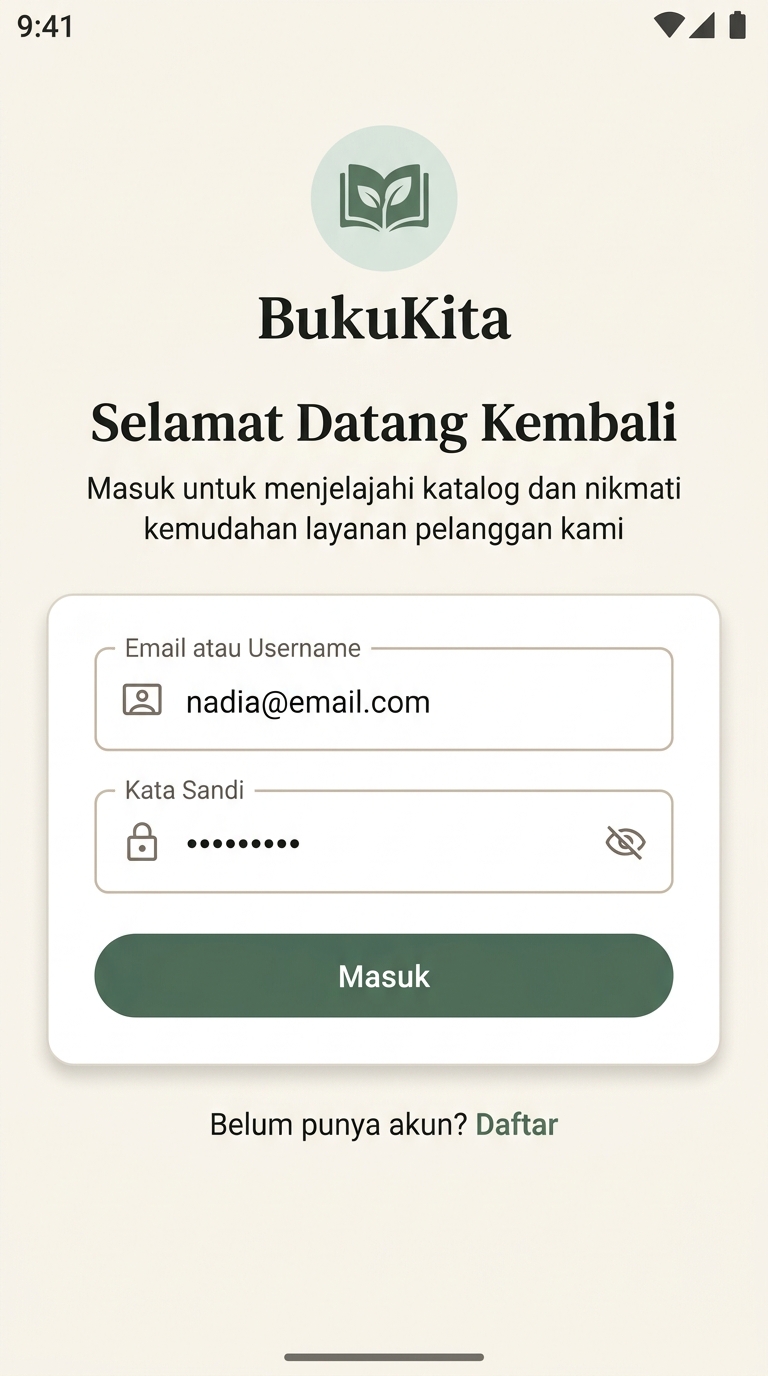 9:41
BukuKita
Selamat Datang Kembali
Masuk untuk menjelajahi katalog dan nikmati
kemudahan layanan pelanggan kami
Email atau Username
nadia@email.com
Kata Sandi
•••••••••
Masuk
Belum punya akun? Daftar